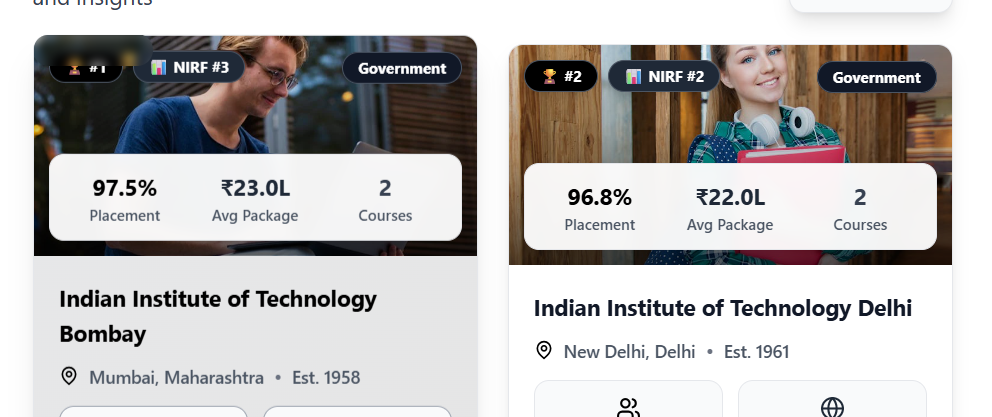 and insights
🏆 #1 📊 NIRF #3 Government
97.5% ₹23.0L 2
Placement Avg Package Courses
Indian Institute of Technology
Bombay
Mumbai, Maharashtra • Est. 1958
🏆 #2 📊 NIRF #2 Government
96.8% ₹22.0L 2
Placement Avg Package Courses
Indian Institute of Technology Delhi
New Delhi, Delhi • Est. 1961